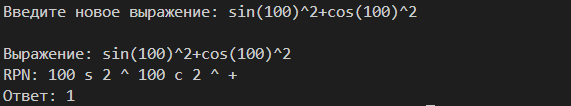 Введите новое выражение: sin(100)^2+cos(100)^2
Выражение: sin(100)^2+cos(100)^2
RPN: 100 s 2 ^ 100 c 2 ^ +
Ответ: 1